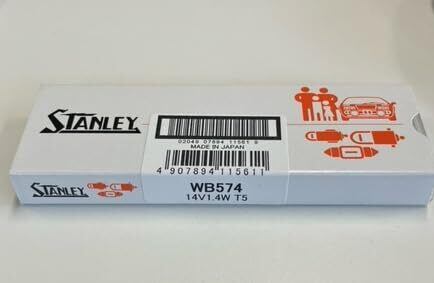 STANLEY
02049 07894 11561 9
MADE IN JAPAN
4 907894 115611
STANLEY
WB574
14V1.4W T5